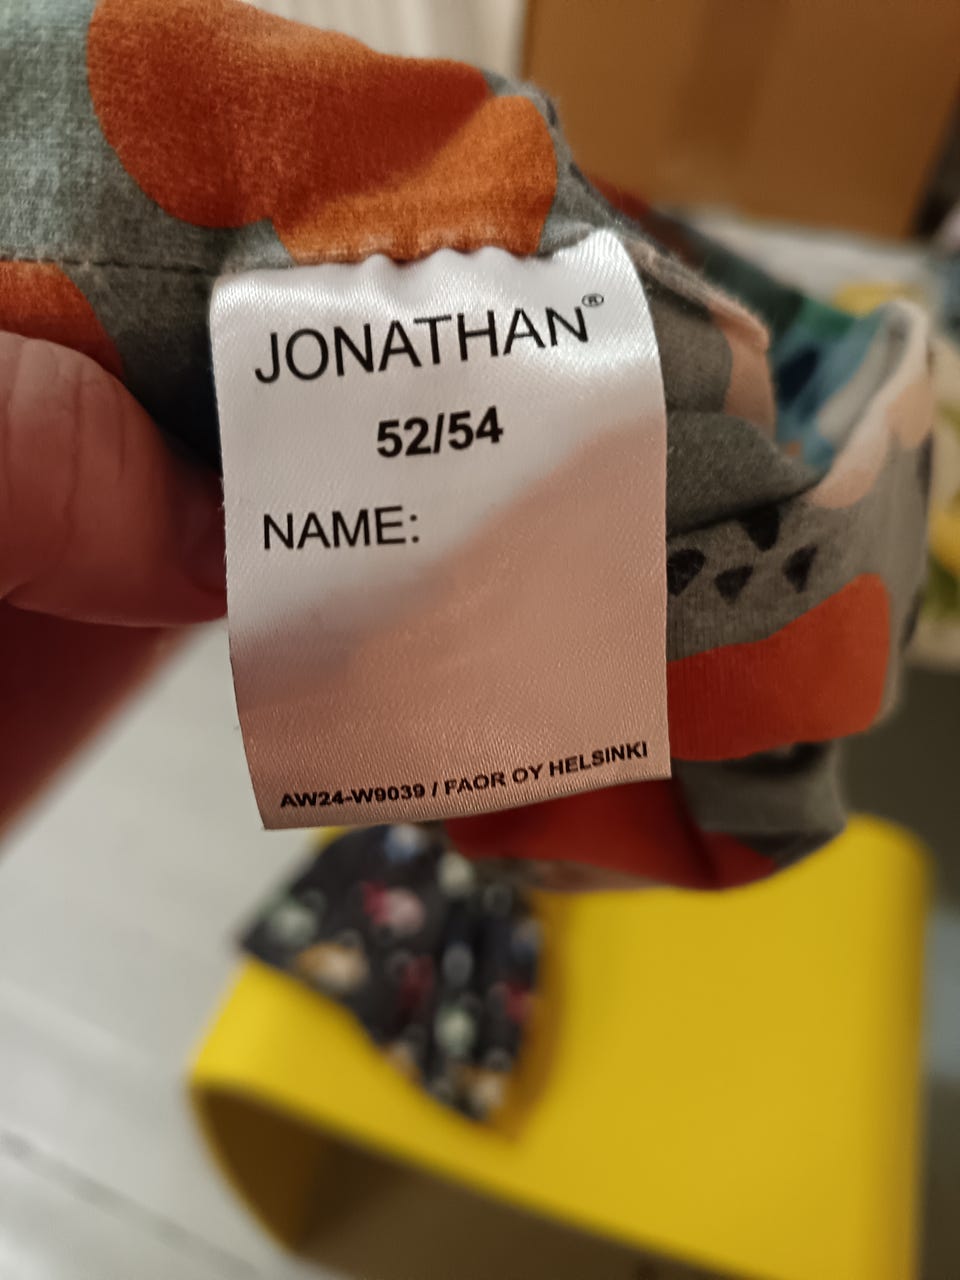 JONATHAN®
52/54
NAME:
AW24-W9039 / FAOR OY HELSINKI